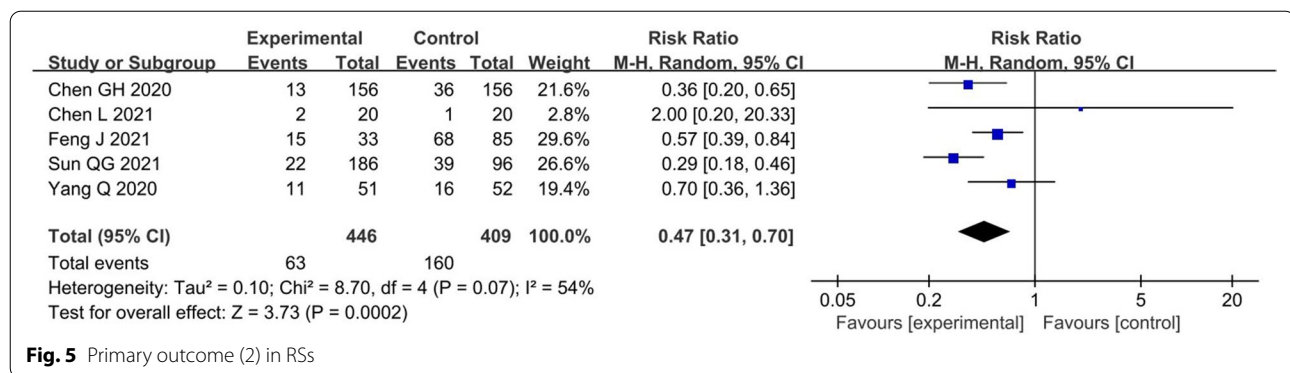 Experimental Control Risk Ratio Risk Ratio
Study or Subgroup Events Total Events Total Weight M-H, Random, 95% CI M-H, Random, 95% CI
Chen GH 2020 13 156 36 156 21.6% 0.36 [0.20, 0.65]
Chen L 2021 2 20 1 20 2.8% 2.00 [0.20, 20.33]
Feng J 2021 15 33 68 85 29.6% 0.57 [0.39, 0.84]
Sun QG 2021 22 186 39 96 26.6% 0.29 [0.18, 0.46]
Yang Q 2020 11 51 16 52 19.4% 0.70 [0.36, 1.36]
Total (95% CI) 446 409 100.0% 0.47 [0.31, 0.70]
Total events 63 160
Heterogeneity: Tau² = 0.10; Chi² = 8.70, df = 4 (P = 0.07); I² = 54%
Test for overall effect: Z = 3.73 (P = 0.0002)
0.05 0.2 1 5 20
Favours [experimental] Favours [control]
Fig. 5 Primary outcome (2) in RSs